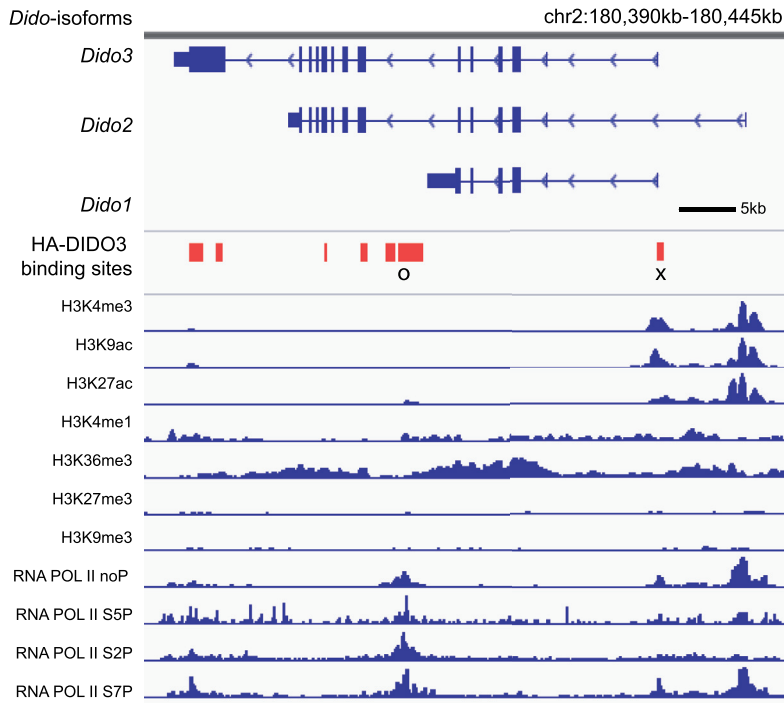 Dido-isoforms chr2:180,390kb-180,445kb
Dido3
Dido2
Dido1
5kb
HA-DIDO3
binding sites
o x
H3K4me3
H3K9ac
H3K27ac
H3K4me1
H3K36me3
H3K27me3
H3K9me3
RNA POL II noP
RNA POL II S5P
RNA POL II S2P
RNA POL II S7P